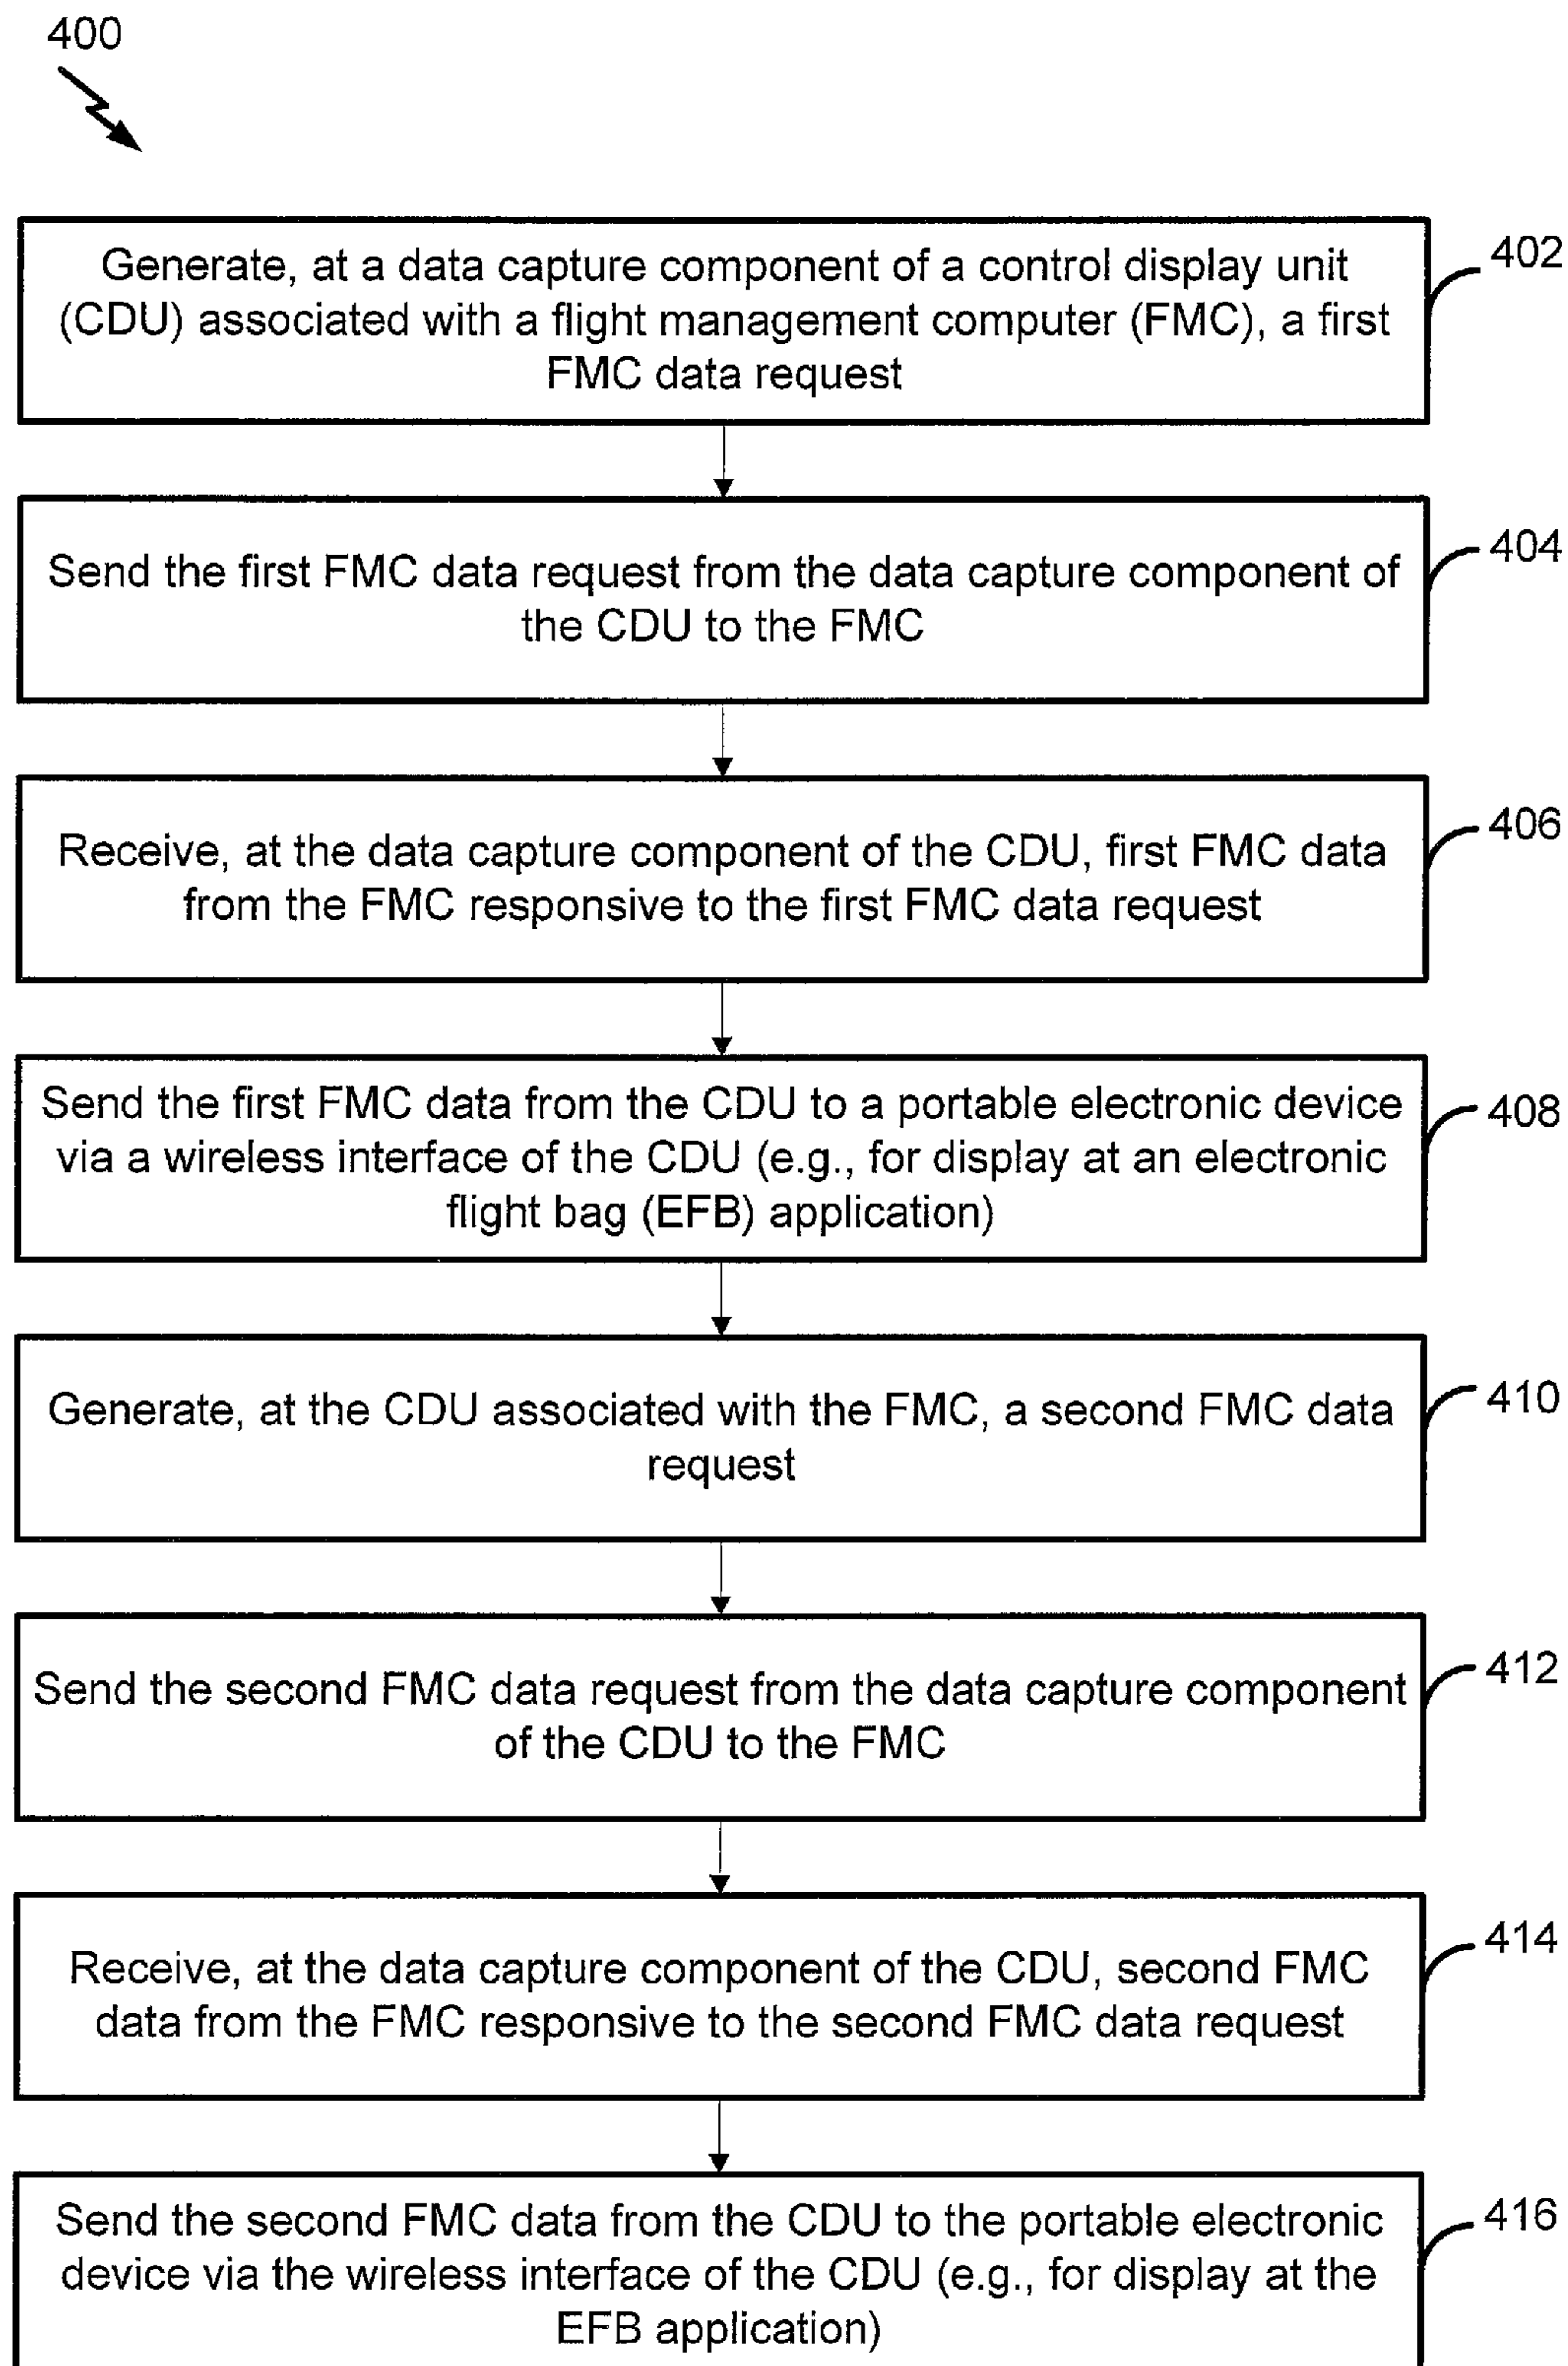 400
Generate, at a data capture component of a control display unit
(CDU) associated with a flight management computer (FMC), a first
FMC data request
402
Send the first FMC data request from the data capture component of
the CDU to the FMC
404
Receive, at the data capture component of the CDU, first FMC data
from the FMC responsive to the first FMC data request
406
Send the first FMC data from the CDU to a portable electronic device
via a wireless interface of the CDU (e.g., for display at an electronic
flight bag (EFB) application)
408
Generate, at the CDU associated with the FMC, a second FMC data
request
410
Send the second FMC data request from the data capture component
of the CDU to the FMC
412
Receive, at the data capture component of the CDU, second FMC
data from the FMC responsive to the second FMC data request
414
Send the second FMC data from the CDU to the portable electronic
device via the wireless interface of the CDU (e.g., for display at the
EFB application)
416